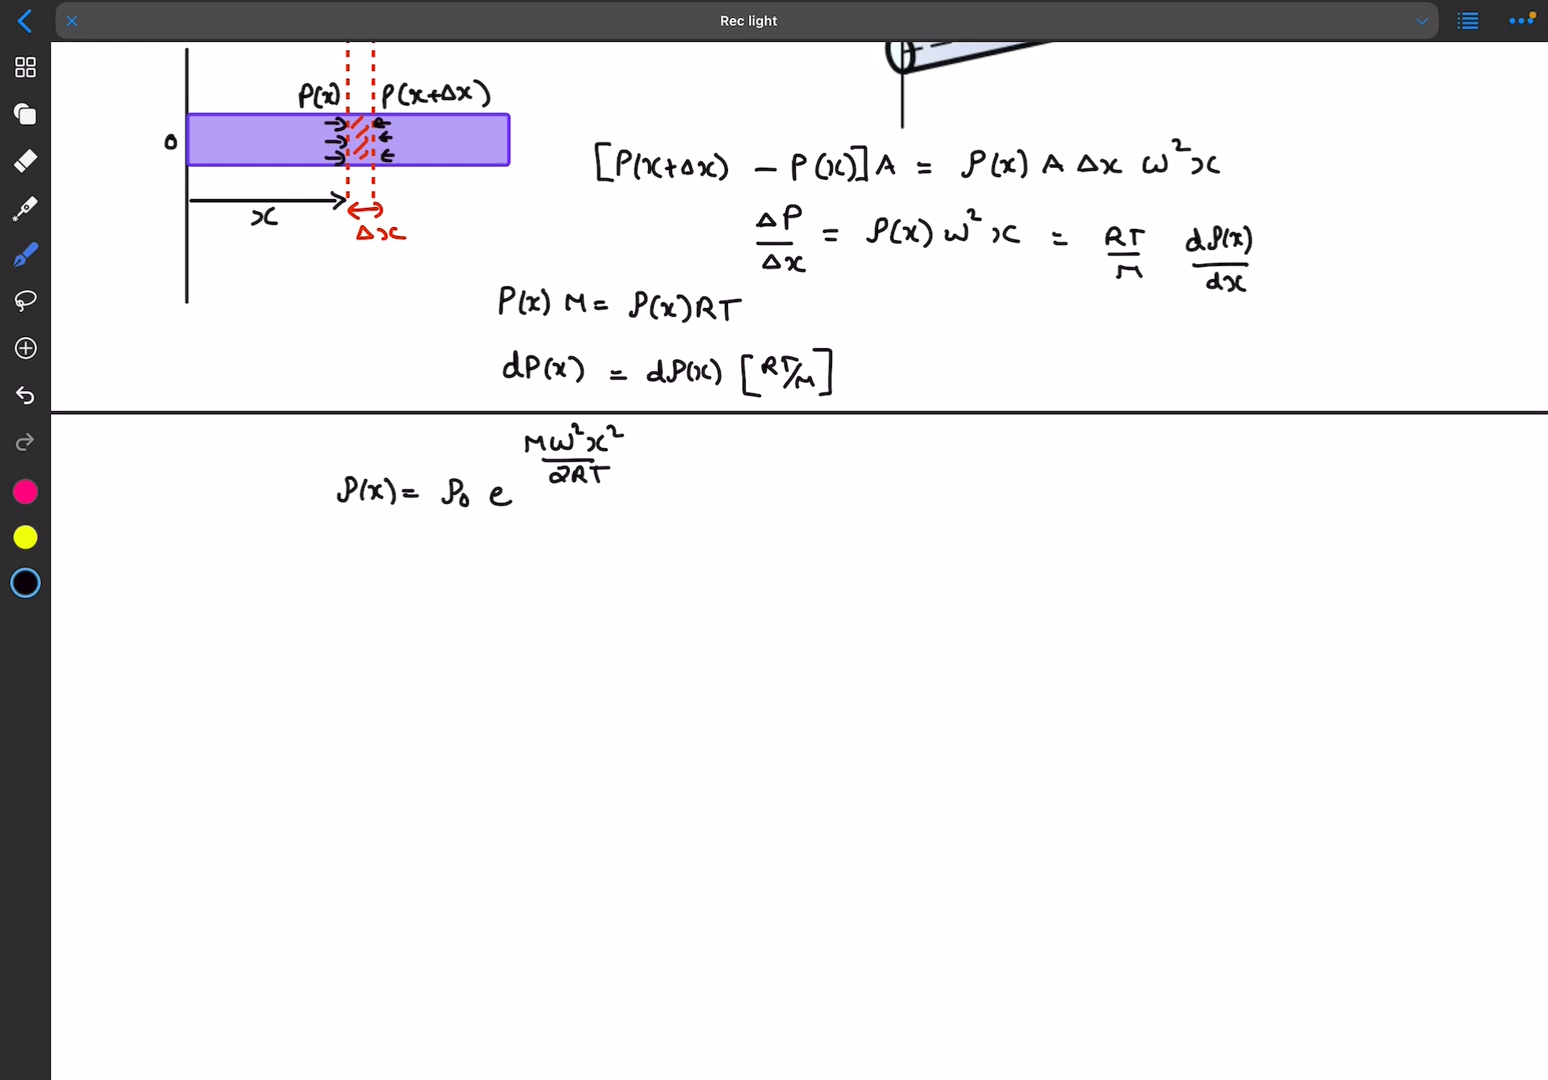 Rec light
P(x) P(x+Δx)
0
x
Δx
[P(x+Δx) − P(x)]A = ρ(x) A Δx ω²x
ΔP/Δx = ρ(x) ω² x = RT/M dρ(x)/dx
P(x) M = ρ(x)RT
dP(x) = dρ(x) [RT/M]
ρ(x) = ρ₀ e^(Mω²x²/2RT)